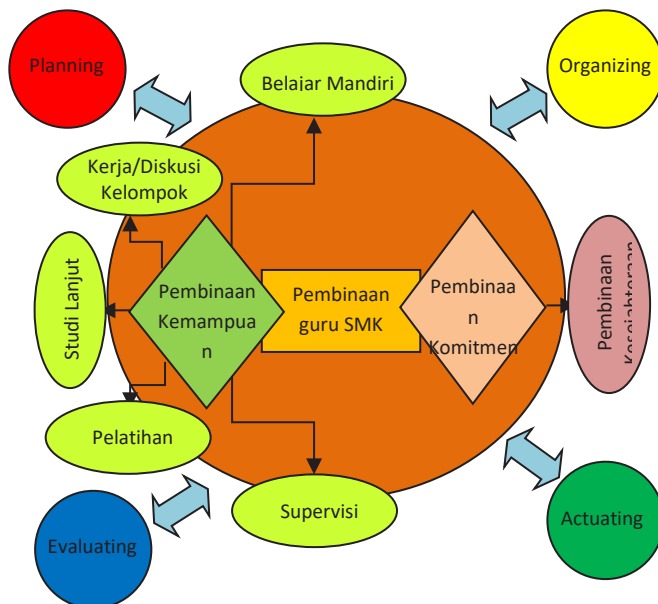 Planning
Organizing
Belajar Mandiri
Kerja/Diskusi
Kelompok
Studi Lanjut
Pembinaan
Kemampua
n
Pembinaan
guru SMK
Pembinaa
n
Komitmen
Pembinaan
Kesejahteraan
Pelatihan
Supervisi
Evaluating
Actuating